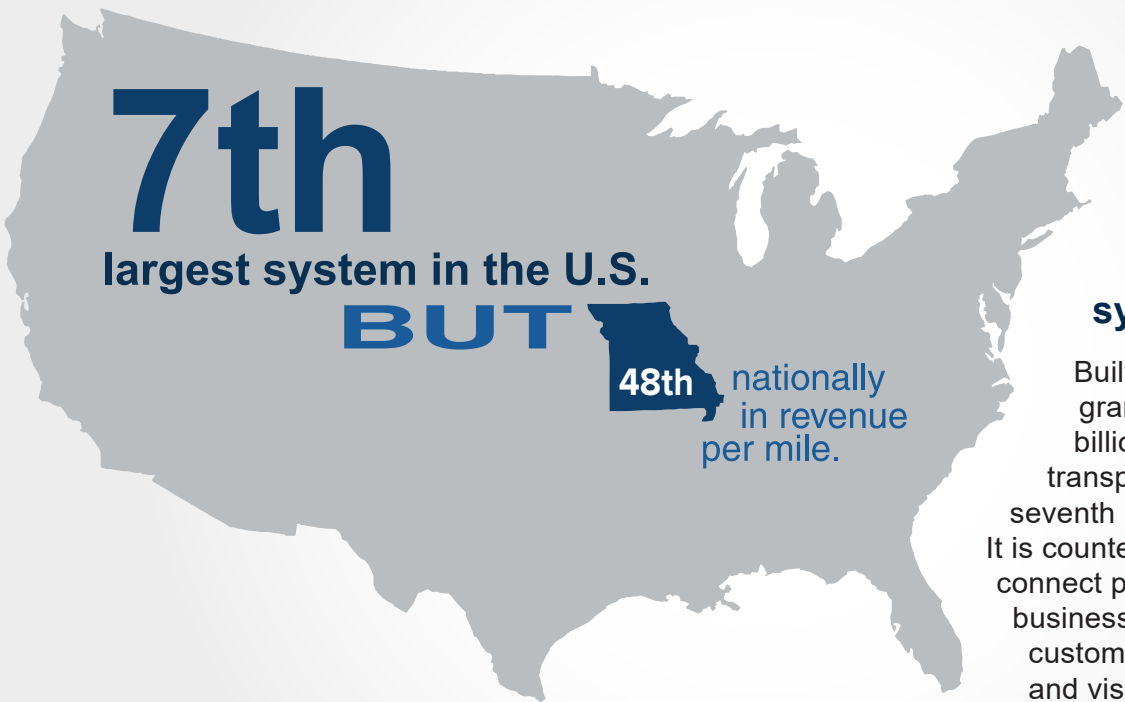 7th
largest system in the U.S.
BUT
48th
nationally
in revenue
per mile.
sy
Buil
gra
billi
transp
seventh
It is counte
connect p
business
custom
and vis